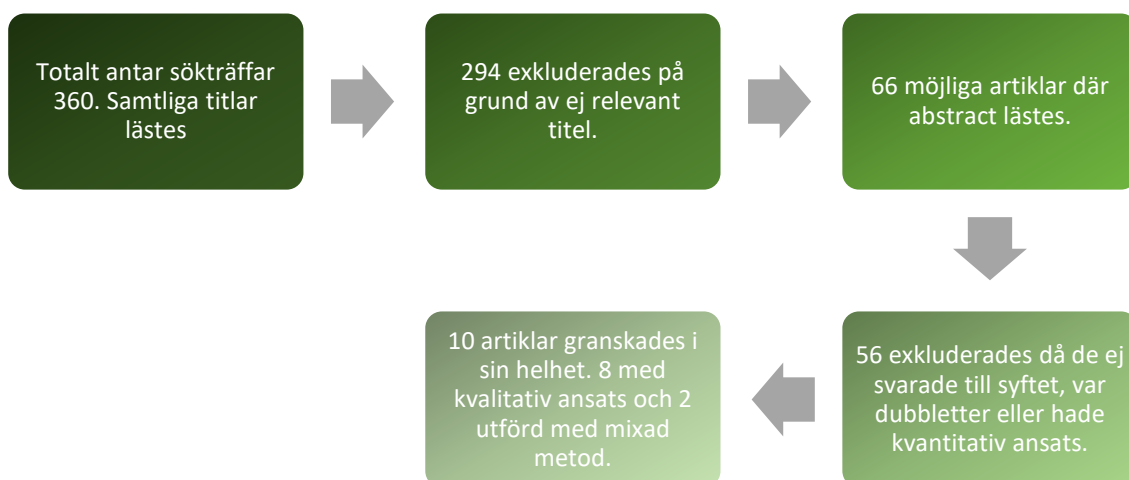 Totalt antar sökträffar
360. Samtliga titlar
lästes
294 exkluderades på
grund av ej relevant
titel.
66 möjliga artiklar där
abstract lästes.
56 exkluderades då de ej
svarade till syftet, var
dubbletter eller hade
kvantitativ ansats.
10 artiklar granskades i
sin helhet. 8 med
kvalitativ ansats och 2
utförd med mixad
metod.